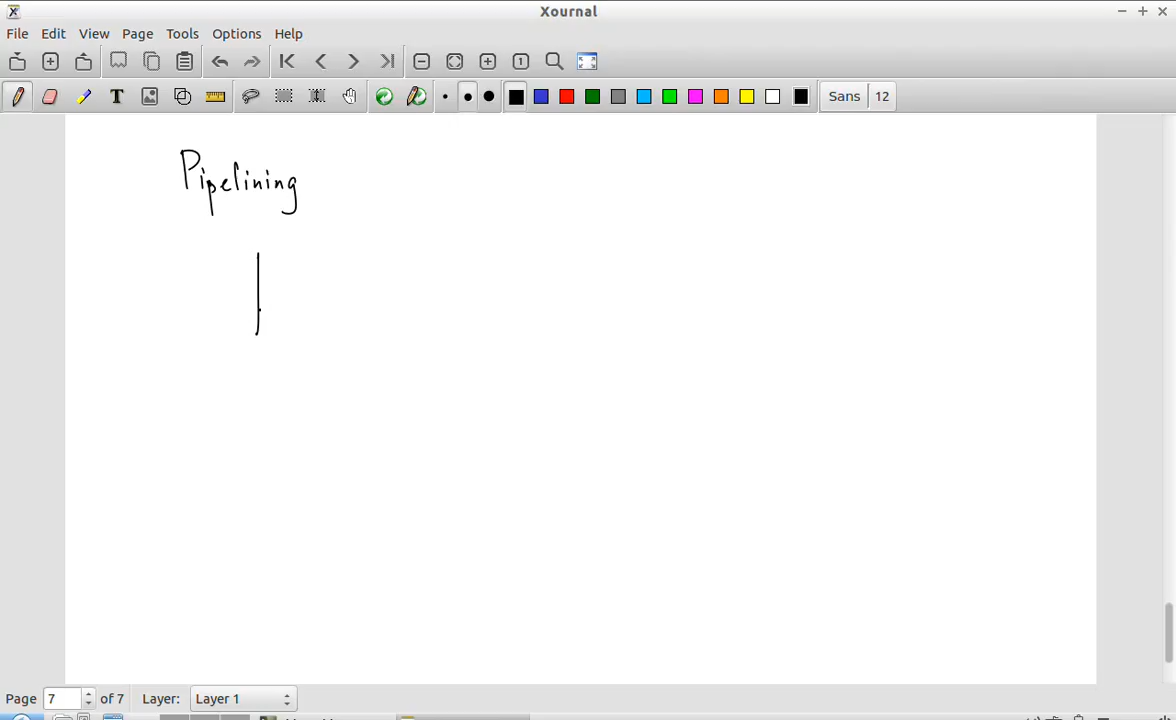 Xournal
File Edit View Page Tools Options Help
T Sans 12
Pipelining
Page 7 of 7 Layer: Layer 1